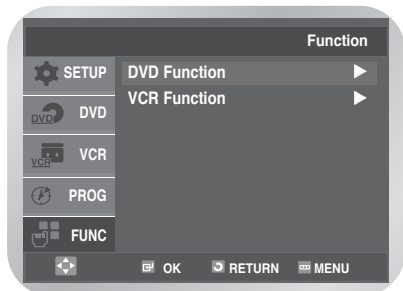 Function
SETUP
DVD Function
VCR Function
DVD DVD
VCR VCR
PROG
FUNC
OK RETURN MENU